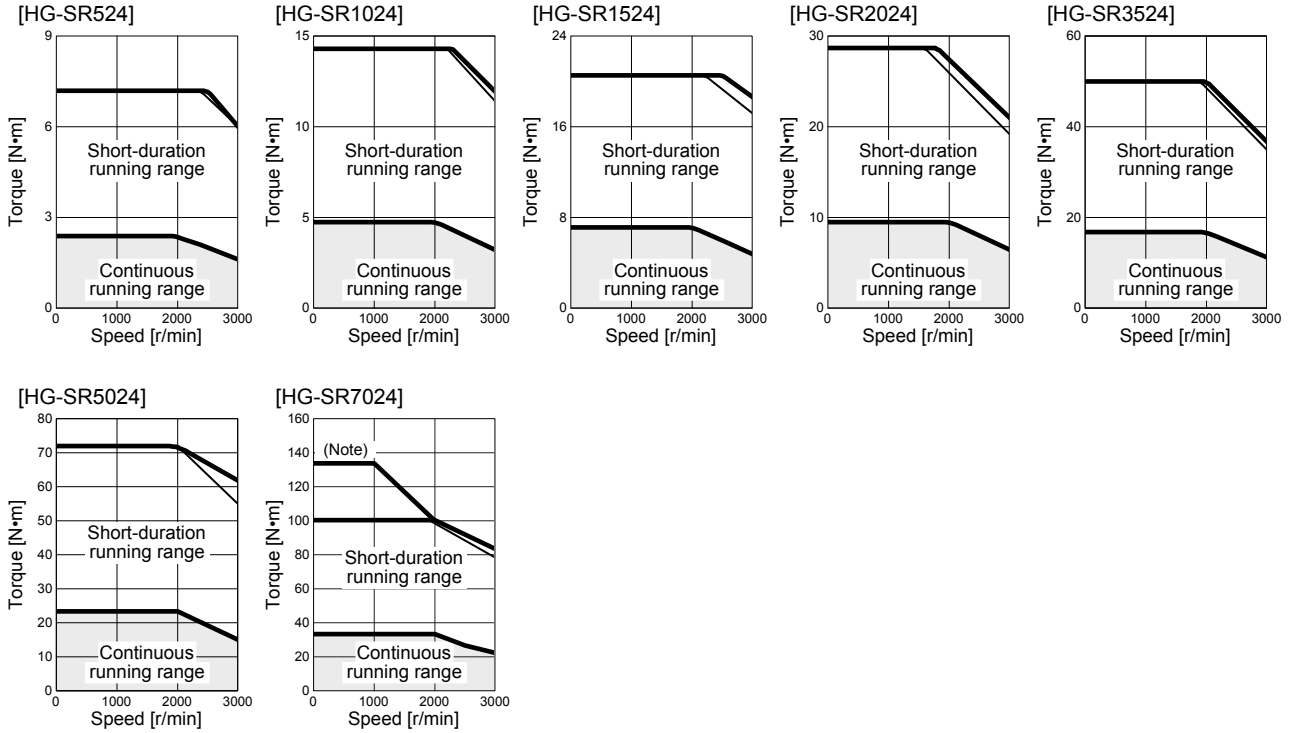 [HG-SR524]
9
6
3
0
Torque [N•m]
Short-duration
running range
Continuous
running range
0 1000 2000 3000
Speed [r/min]
[HG-SR1024]
15
10
5
0
Torque [N•m]
Short-duration
running range
Continuous
running range
0 1000 2000 3000
Speed [r/min]
[HG-SR1524]
24
16
8
0
Torque [N•m]
Short-duration
running range
Continuous
running range
0 1000 2000 3000
Speed [r/min]
[HG-SR2024]
30
20
10
0
Torque [N•m]
Short-duration
running range
Continuous
running range
0 1000 2000 3000
Speed [r/min]
[HG-SR3524]
60
40
20
0
Torque [N•m]
Short-duration
running range
Continuous
running range
0 1000 2000 3000
Speed [r/min]
[HG-SR5024]
80
70
60
50
40
30
20
10
0
Torque [N•m]
Short-duration
running range
Continuous
running range
0 1000 2000 3000
Speed [r/min]
[HG-SR7024]
160
140
120
100
80
60
40
20
0
Torque [N•m]
(Note)
Short-duration
running range
Continuous
running range
0 1000 2000 3000
Speed [r/min]